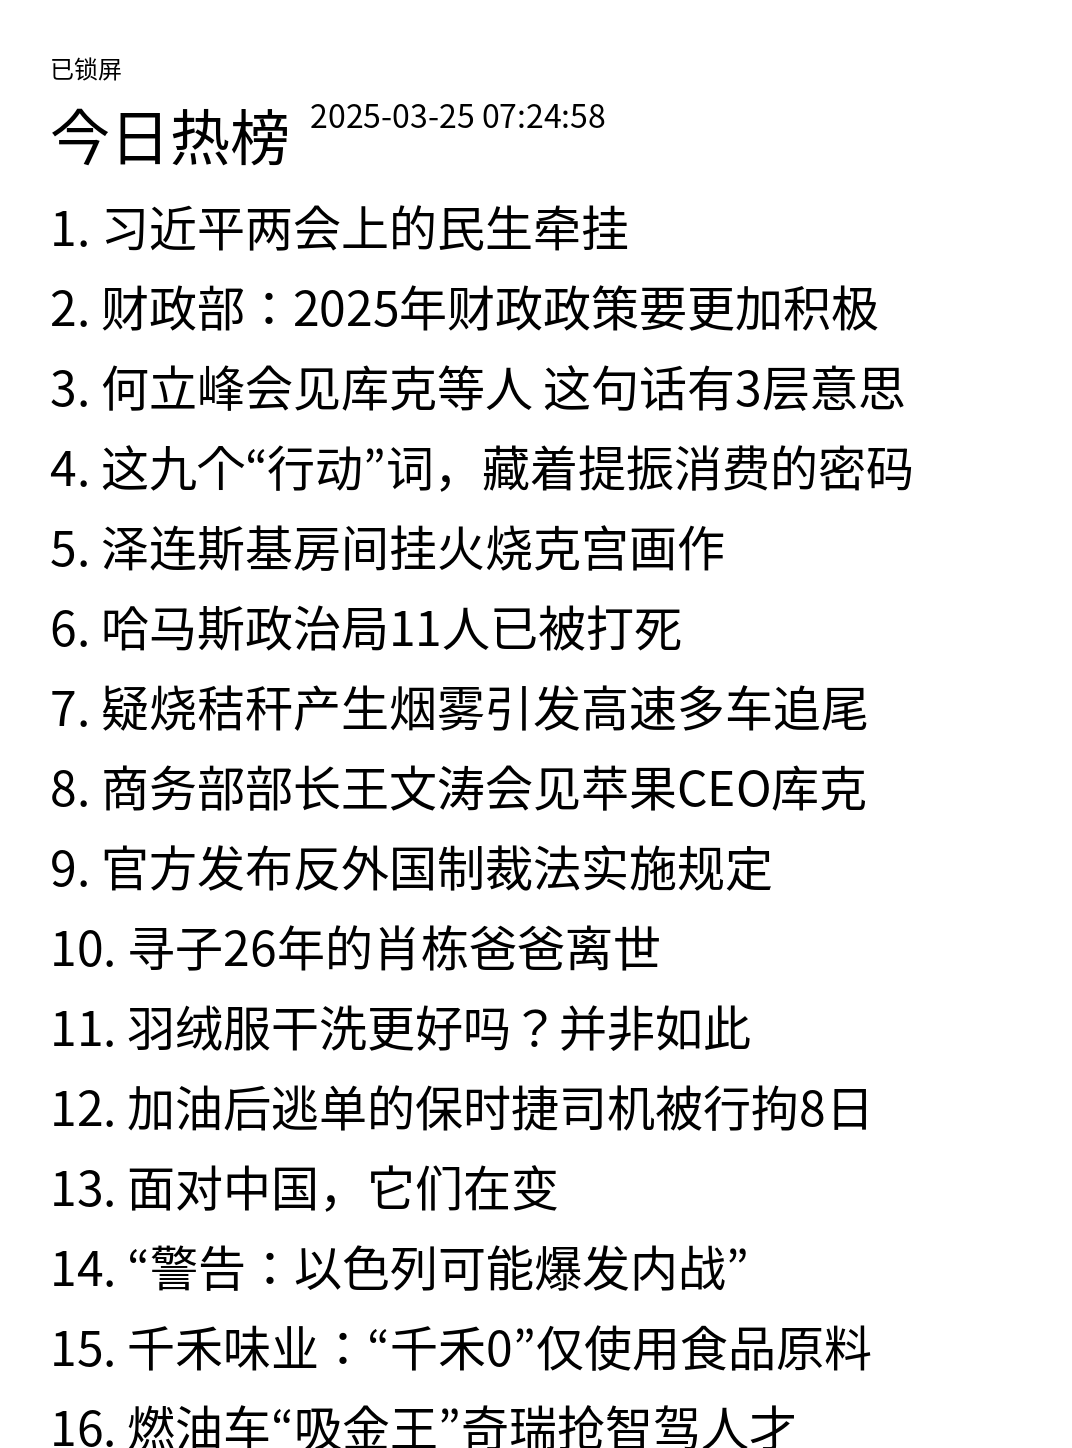 已锁屏
今日热榜 2025-03-25 07:24:58
1. 习近平两会上的民生牵挂
2. 财政部：2025年财政政策要更加积极
3. 何立峰会见库克等人 这句话有3层意思
4. 这九个“行动”词，藏着提振消费的密码
5. 泽连斯基房间挂火烧克宫画作
6. 哈马斯政治局11人已被打死
7. 疑烧秸秆产生烟雾引发高速多车追尾
8. 商务部部长王文涛会见苹果CEO库克
9. 官方发布反外国制裁法实施规定
10. 寻子26年的肖栋爸爸离世
11. 羽绒服干洗更好吗？并非如此
12. 加油后逃单的保时捷司机被行拘8日
13. 面对中国，它们在变
14. “警告：以色列可能爆发内战”
15. 千禾味业：“千禾0”仅使用食品原料
16. 燃油车“吸金王”奇瑞抢智驾人才